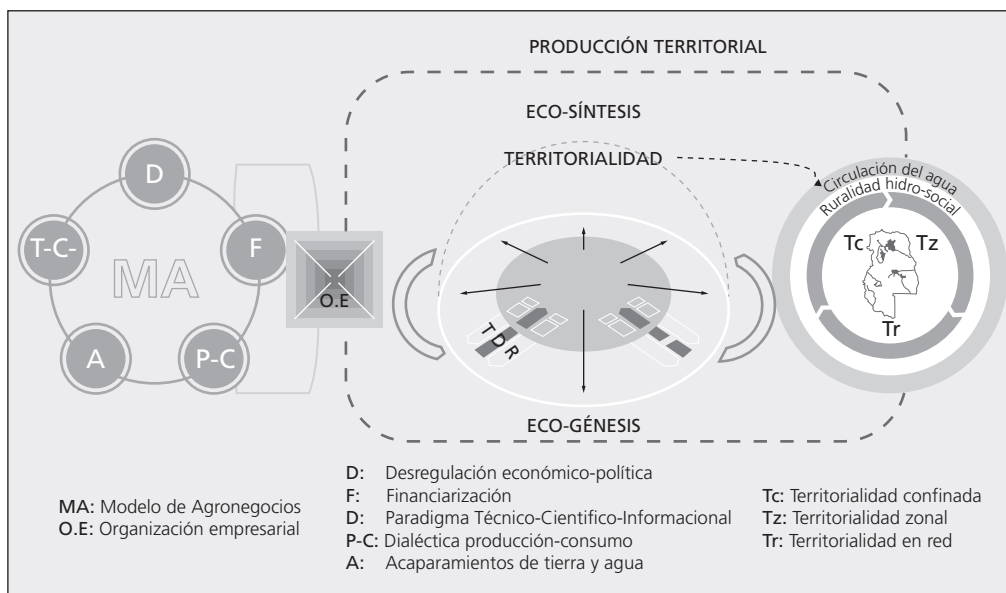 PRODUCCIÓN TERRITORIAL
ECO-SÍNTESIS
TERRITORIALIDAD
Circulación del agua
Ruralidad hidro-social
D
T-C-
F
MA
A
P-C
O.E
T D R
Tc
Tz
Tr
ECO-GÉNESIS
MA: Modelo de Agronegocios
O.E: Organización empresarial
D: Desregulación económico-política
F: Financiarización
D: Paradigma Técnico-Cientifico-Informacional
P-C: Dialéctica producción-consumo
A: Acaparamientos de tierra y agua
Tc: Territorialidad confinada
Tz: Territorialidad zonal
Tr: Territorialidad en red